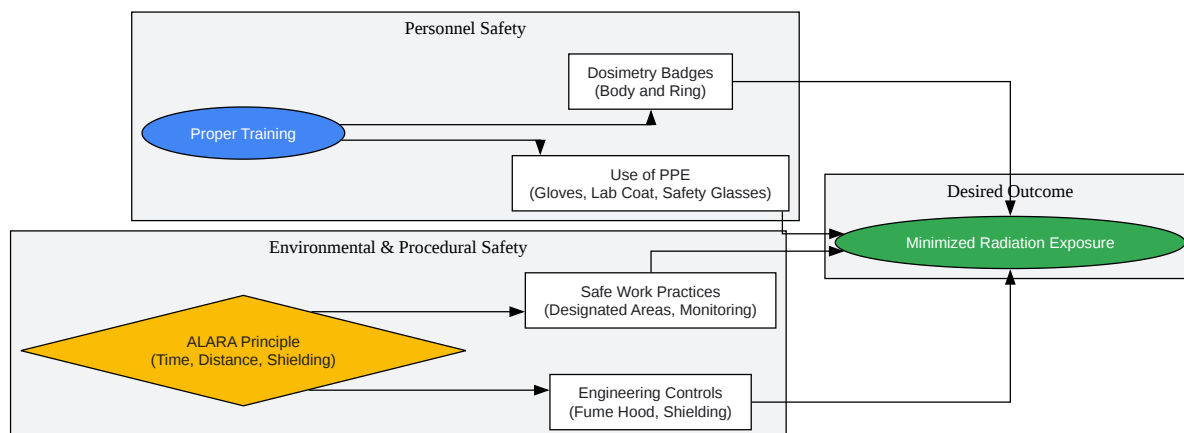 Personnel Safety
Dosimetry Badges
(Body and Ring)
Proper Training
Use of PPE
(Gloves, Lab Coat, Safety Glasses)
Desired Outcome
Minimized Radiation Exposure
Environmental & Procedural Safety
Safe Work Practices
(Designated Areas, Monitoring)
ALARA Principle
(Time, Distance, Shielding)
Engineering Controls
(Fume Hood, Shielding)